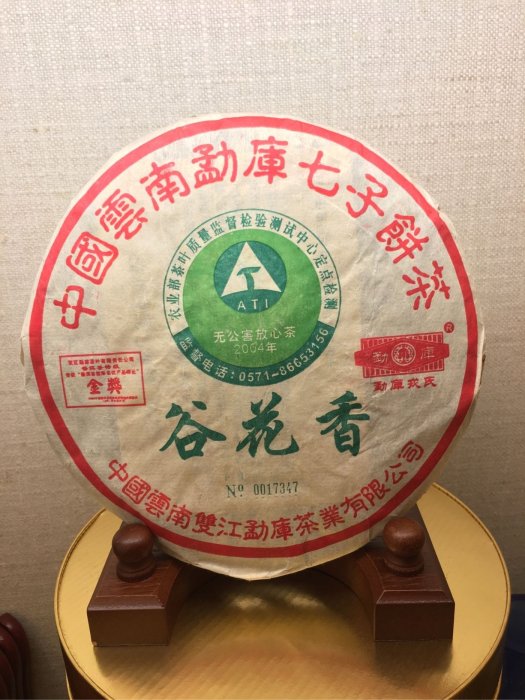 中國雲南勐庫七子餅茶
农业部茶叶质量监督检验测试中心定点检测
ATI
无公害放心茶
2004年
监督电话:0571-86653156
勐 庫
®
勐庫戎氏
金獎
谷花香
Nº 0017347
中國雲南雙江勐庫茶業有限公司